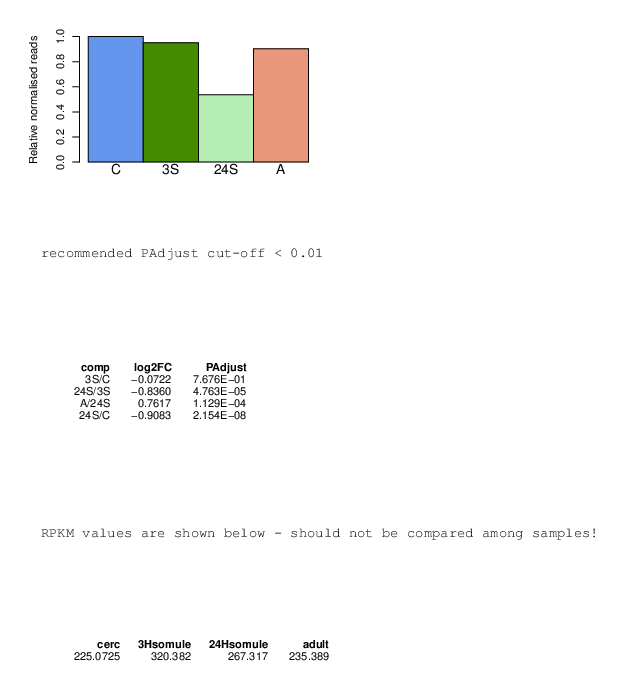 Relative normalised reads
1.0
0.8
0.6
0.4
0.2
0.0
C 3S 24S A
recommended PAdjust cut-off < 0.01
comp log2FC PAdjust
3S/C −0.0722 7.676E−01
24S/3S −0.8360 4.763E−05
A/24S 0.7617 1.129E−04
24S/C −0.9083 2.154E−08
RPKM values are shown below - should not be compared among samples!
cerc 3Hsomule 24Hsomule adult
225.0725 320.382 267.317 235.389